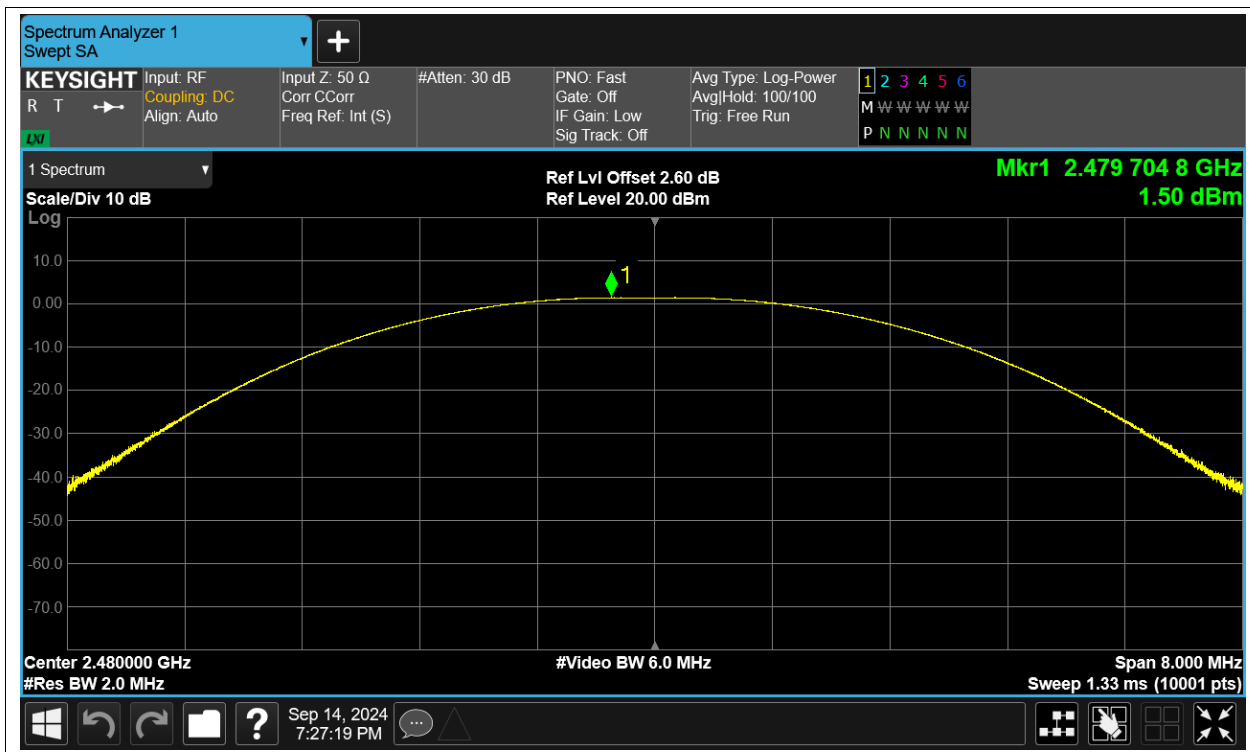 Spectrum Analyzer 1
Swept SA
KEYSIGHT
R T
LXI
Input: RF
Coupling: DC
Align: Auto
Input Z: 50 Ω
Corr CCorr
Freq Ref: Int (S)
#Atten: 30 dB
PNO: Fast
Gate: Off
IF Gain: Low
Sig Track: Off
Avg Type: Log-Power
Avg|Hold: 100/100
Trig: Free Run
1 2 3 4 5 6
M W W W W W
P N N N N N
1 Spectrum
Scale/Div 10 dB
Ref Lvl Offset 2.60 dB
Ref Level 20.00 dBm
Mkr1 2.479 704 8 GHz
1.50 dBm
Log
10.0
0.00
-10.0
-20.0
-30.0
-40.0
-50.0
-60.0
-70.0
1
Center 2.480000 GHz
#Res BW 2.0 MHz
#Video BW 6.0 MHz
Span 8.000 MHz
Sweep 1.33 ms (10001 pts)
?
Sep 14, 2024
7:27:19 PM